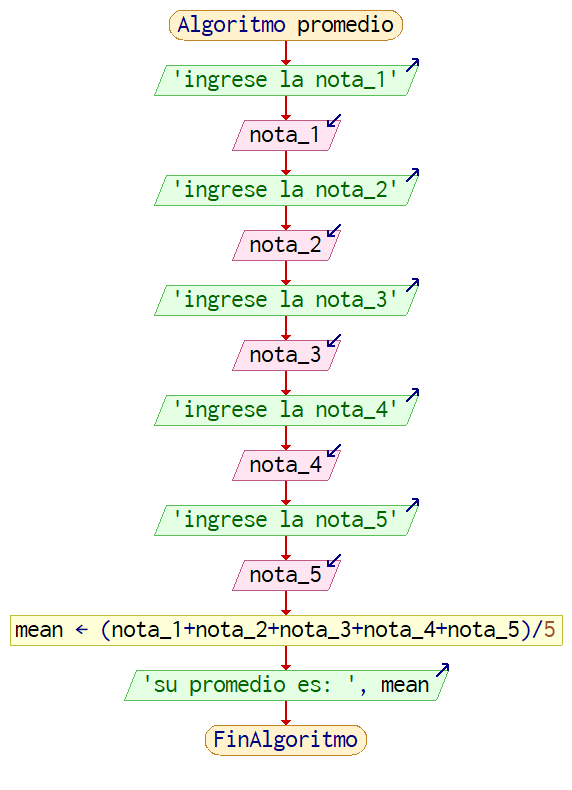 Algoritmo promedio
'ingrese la nota_1'
nota_1
'ingrese la nota_2'
nota_2
'ingrese la nota_3'
nota_3
'ingrese la nota_4'
nota_4
'ingrese la nota_5'
nota_5
mean ← (nota_1+nota_2+nota_3+nota_4+nota_5)/5
'su promedio es: ', mean
FinAlgoritmo